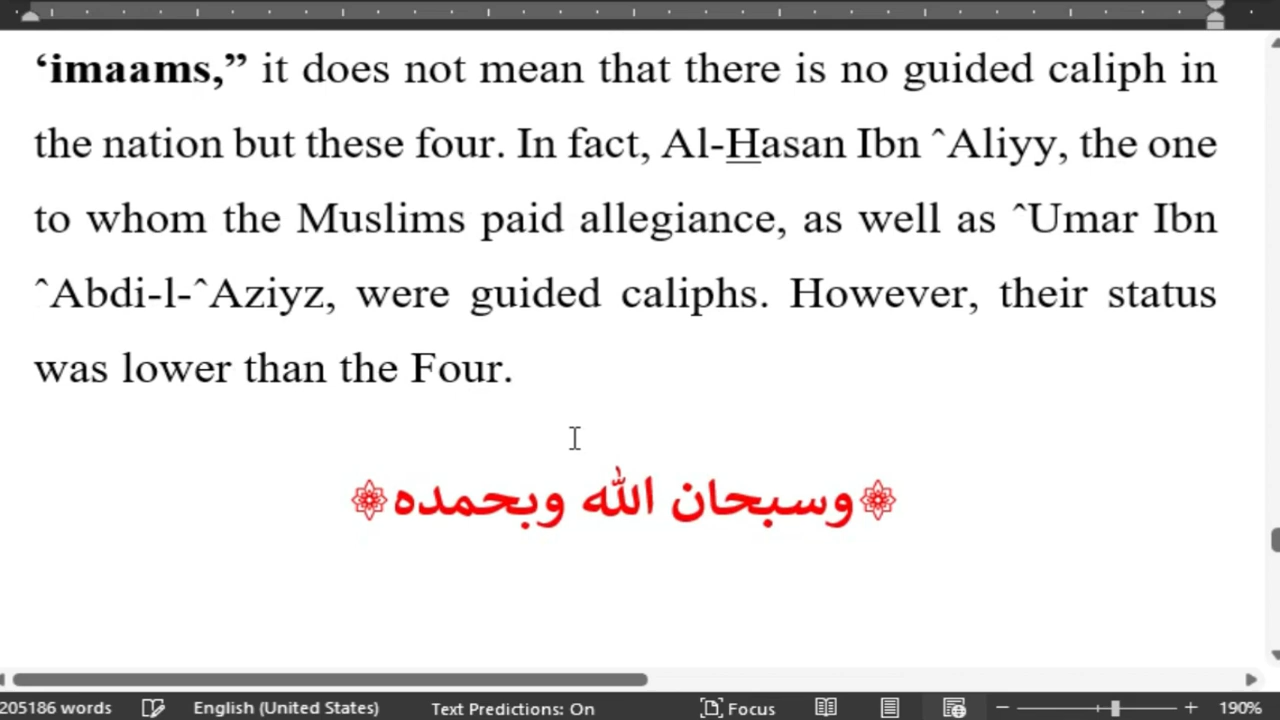 ‘imaams,” it does not mean that there is no guided caliph in
the nation but these four. In fact, Al-Hasan Ibn ˆAliyy, the one
to whom the Muslims paid allegiance, as well as ˆUmar Ibn
ˆAbdi-l-ˆAziyz, were guided caliphs. However, their status
was lower than the Four.
وسبحان الله وبحمده
205186 words English (United States) Text Predictions: On Focus 190%